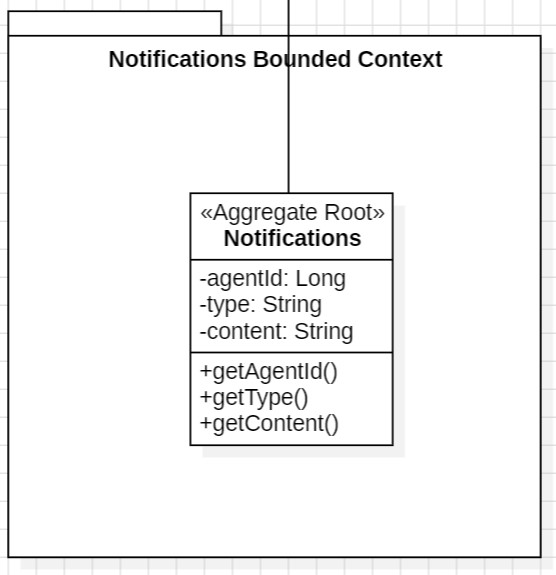 Notifications Bounded Context
«Aggregate Root»
Notifications
-agentId: Long
-type: String
-content: String
+getAgentId()
+getType()
+getContent()